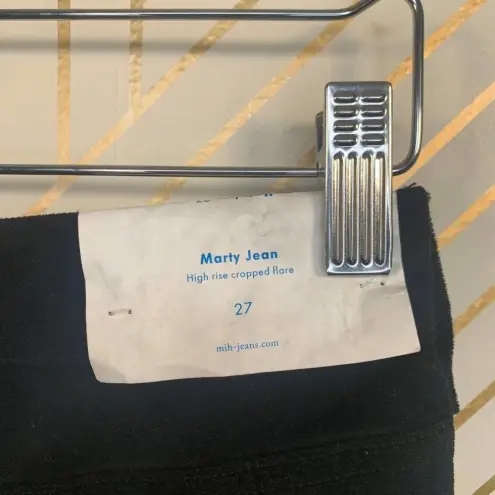 Marty Jean
High rise cropped flare
27
mih-jeans.com